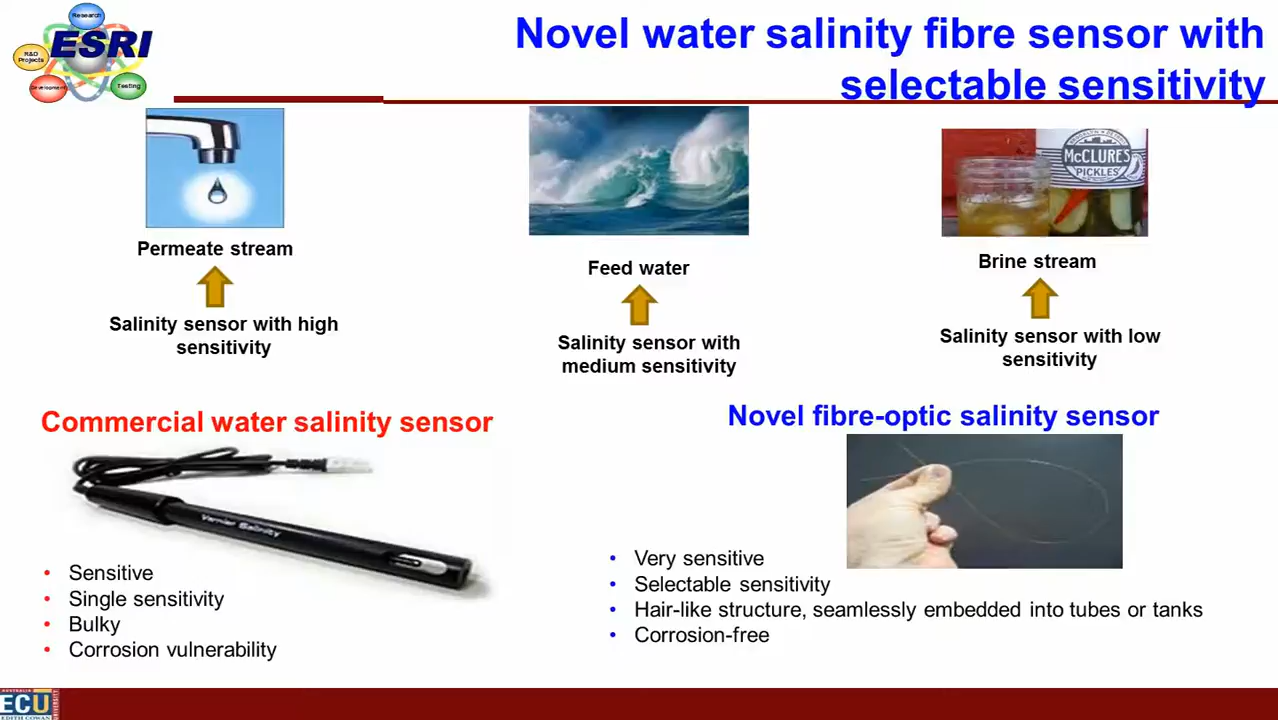 Research
ESRI
R&D
Projects
Development
Testing
Novel water salinity fibre sensor with
selectable sensitivity
McCLURE'S
PICKLES
Permeate stream
Feed water
Brine stream
Salinity sensor with high
sensitivity
Salinity sensor with
medium sensitivity
Salinity sensor with low
sensitivity
Commercial water salinity sensor
Vernier Salinity
• Sensitive
• Single sensitivity
• Bulky
• Corrosion vulnerability
Novel fibre-optic salinity sensor
• Very sensitive
• Selectable sensitivity
• Hair-like structure, seamlessly embedded into tubes or tanks
• Corrosion-free
AUSTRALIA
ECU
EDITH COWAN